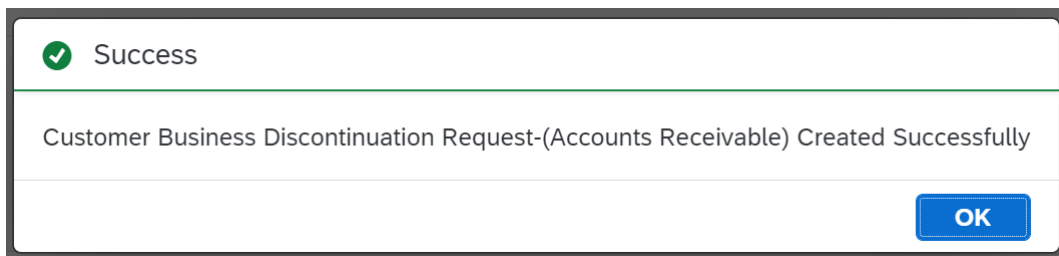 Success
Customer Business Discontinuation Request-(Accounts Receivable) Created Successfully
OK